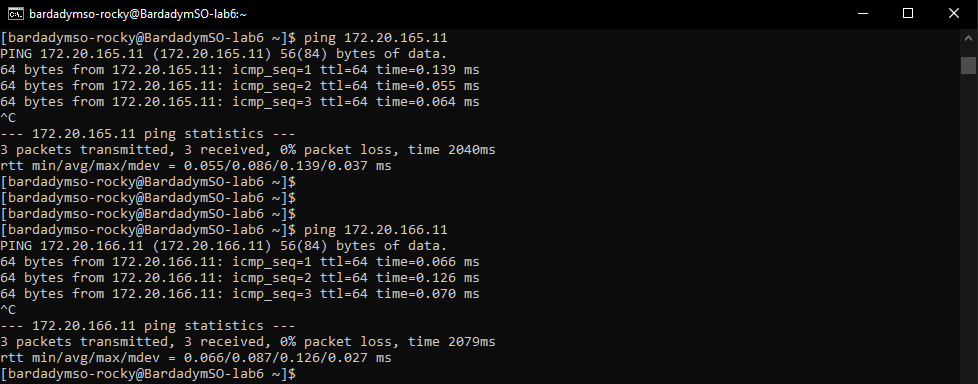 bardadymso-rocky@BardadymSO-lab6:~
[bardadymso-rocky@BardadymSO-lab6 ~]$ ping 172.20.165.11
PING 172.20.165.11 (172.20.165.11) 56(84) bytes of data.
64 bytes from 172.20.165.11: icmp_seq=1 ttl=64 time=0.139 ms
64 bytes from 172.20.165.11: icmp_seq=2 ttl=64 time=0.055 ms
64 bytes from 172.20.165.11: icmp_seq=3 ttl=64 time=0.064 ms
^C
--- 172.20.165.11 ping statistics ---
3 packets transmitted, 3 received, 0% packet loss, time 2040ms
rtt min/avg/max/mdev = 0.055/0.086/0.139/0.037 ms
[bardadymso-rocky@BardadymSO-lab6 ~]$
[bardadymso-rocky@BardadymSO-lab6 ~]$
[bardadymso-rocky@BardadymSO-lab6 ~]$
[bardadymso-rocky@BardadymSO-lab6 ~]$ ping 172.20.166.11
PING 172.20.166.11 (172.20.166.11) 56(84) bytes of data.
64 bytes from 172.20.166.11: icmp_seq=1 ttl=64 time=0.066 ms
64 bytes from 172.20.166.11: icmp_seq=2 ttl=64 time=0.126 ms
64 bytes from 172.20.166.11: icmp_seq=3 ttl=64 time=0.070 ms
^C
--- 172.20.166.11 ping statistics ---
3 packets transmitted, 3 received, 0% packet loss, time 2079ms
rtt min/avg/max/mdev = 0.066/0.087/0.126/0.027 ms
[bardadymso-rocky@BardadymSO-lab6 ~]$